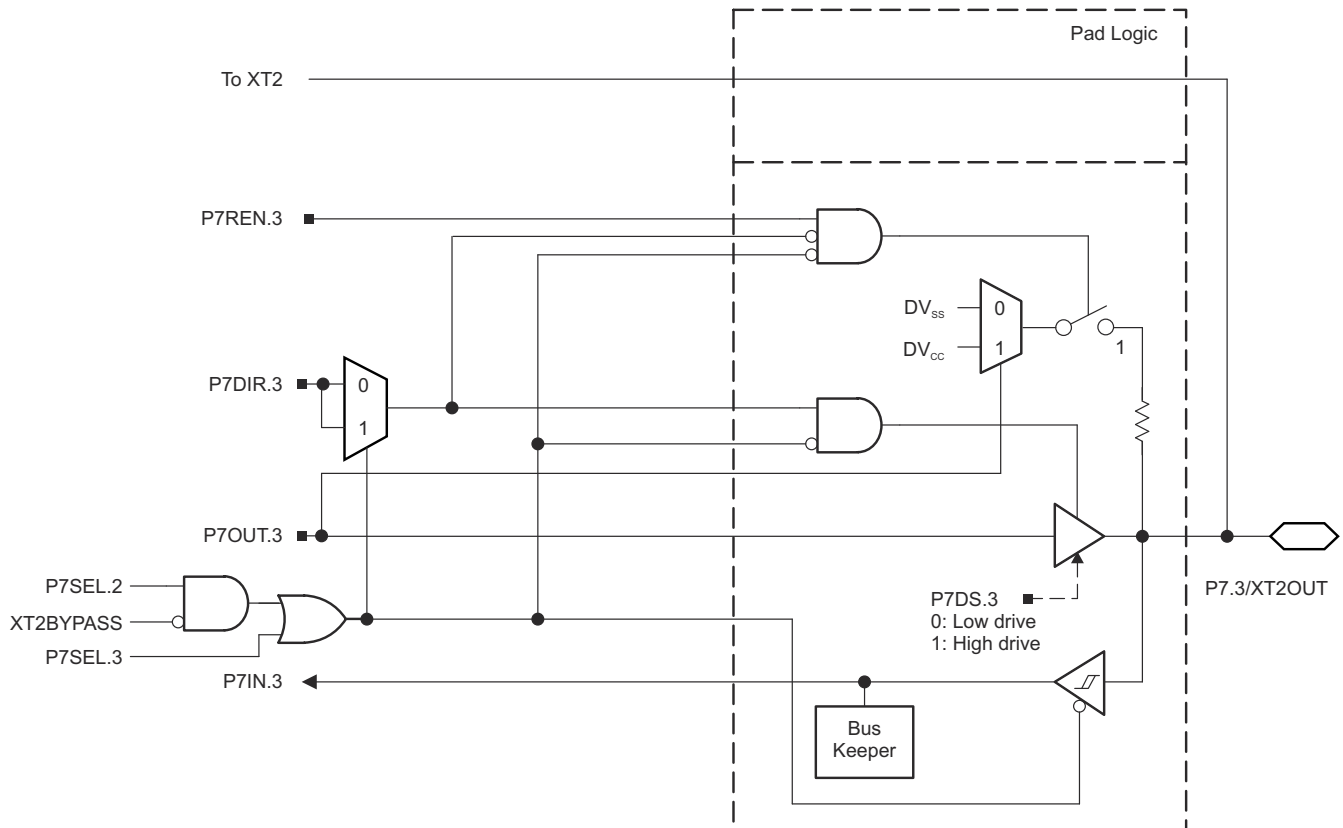 Pad Logic
To XT2
P7REN.3
DVSS
0
DVCC
1
1
P7DIR.3
0
1
P7OUT.3
P7SEL.2
XT2BYPASS
P7SEL.3
P7DS.3
0: Low drive
1: High drive
P7.3/XT2OUT
P7IN.3
Bus
Keeper